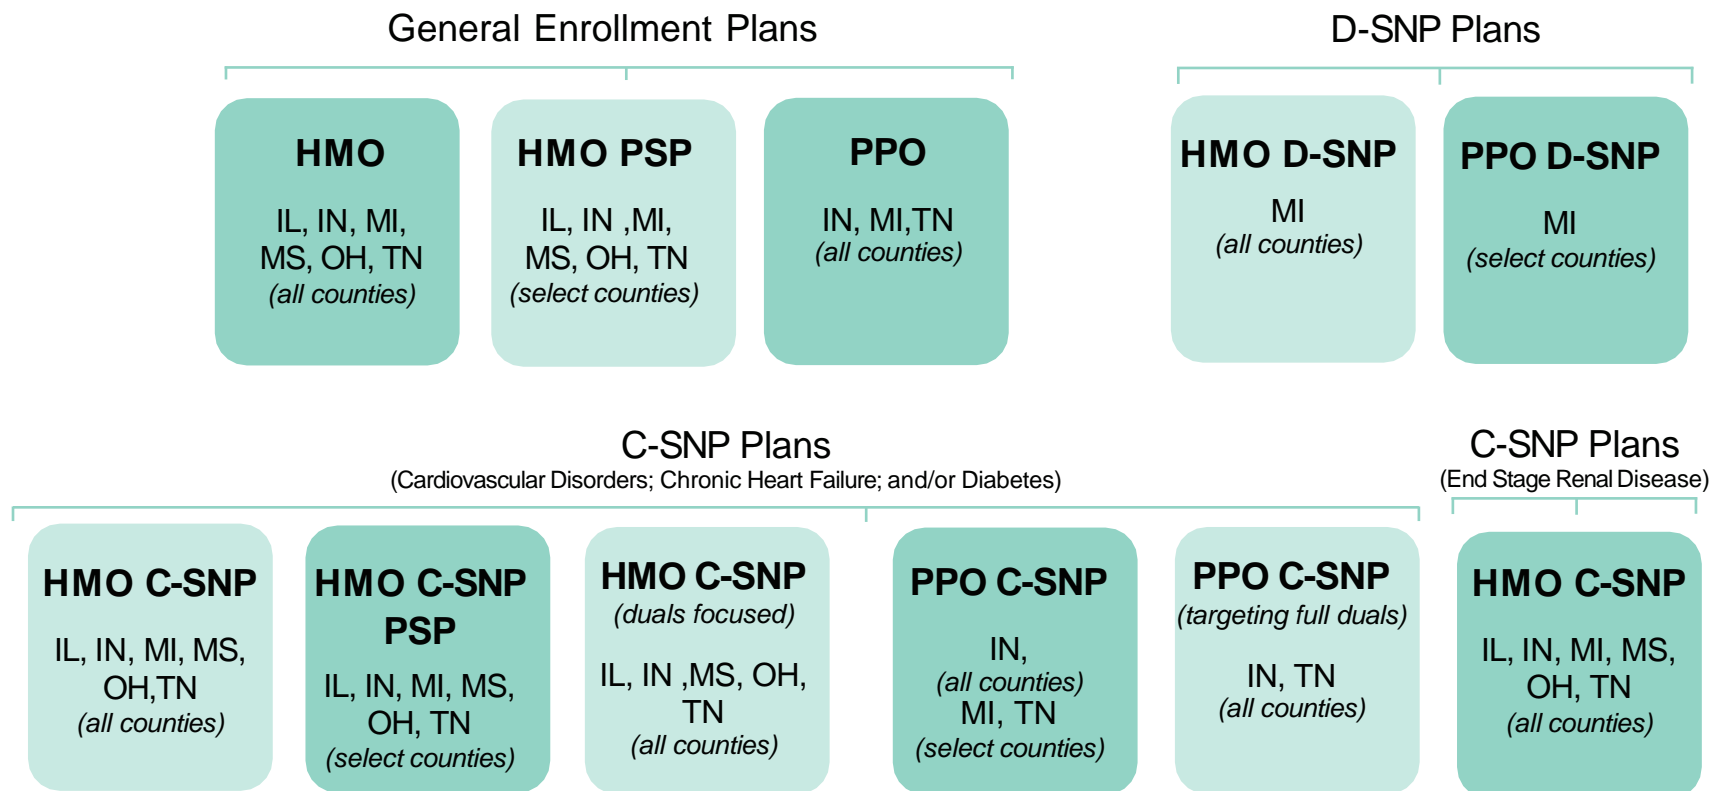 General Enrollment Plans
HMO
IL, IN, MI,
MS, OH, TN
(all counties)
HMO PSP
IL, IN ,MI,
MS, OH, TN
(select counties)
PPO
IN, MI,TN
(all counties)
D-SNP Plans
HMO D-SNP
MI
(all counties)
PPO D-SNP
MI
(select counties)
C-SNP Plans
(Cardiovascular Disorders; Chronic Heart Failure; and/or Diabetes)
HMO C-SNP
IL, IN, MI, MS,
OH,TN
(all counties)
HMO C-SNP
PSP
IL, IN, MI, MS,
OH, TN
(select counties)
HMO C-SNP
(duals focused)
IL, IN ,MS, OH,
TN
(all counties)
PPO C-SNP
IN,
(all counties)
MI, TN
(select counties)
PPO C-SNP
(targeting full duals)
IN, TN
(all counties)
C-SNP Plans
(End Stage Renal Disease)
HMO C-SNP
IL, IN, MI, MS,
OH, TN
(all counties)